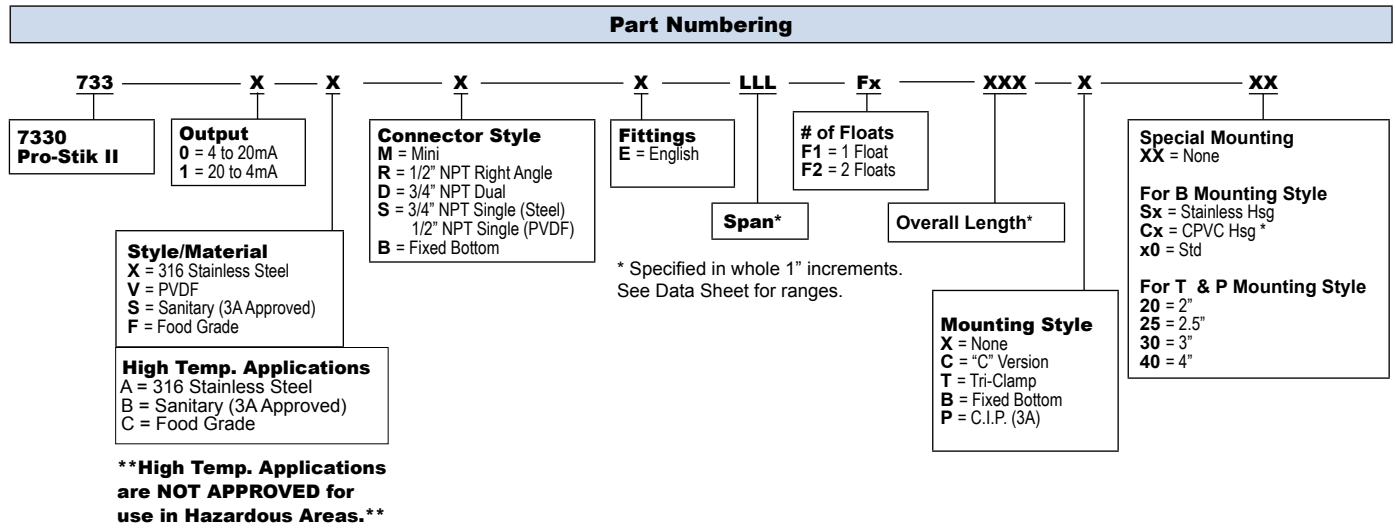 Part Numbering
733 X X X X LLL Fx XXX X XX
7330
Pro-Stik II
Output
0 = 4 to 20mA
1 = 20 to 4mA
Style/Material
X = 316 Stainless Steel
V = PVDF
S = Sanitary (3A Approved)
F = Food Grade
High Temp. Applications
A = 316 Stainless Steel
B = Sanitary (3A Approved)
C = Food Grade
**High Temp. Applications
are NOT APPROVED for
use in Hazardous Areas.**
Connector Style
M = Mini
R = 1/2” NPT Right Angle
D = 3/4” NPT Dual
S = 3/4” NPT Single (Steel)
1/2” NPT Single (PVDF)
B = Fixed Bottom
Fittings
E = English
Span*
* Specified in whole 1” increments.
See Data Sheet for ranges.
# of Floats
F1 = 1 Float
F2 = 2 Floats
Overall Length*
Mounting Style
X = None
C = “C” Version
T = Tri-Clamp
B = Fixed Bottom
P = C.I.P. (3A)
Special Mounting
XX = None
For B Mounting Style
Sx = Stainless Hsg
Cx = CPVC Hsg *
x0 = Std
For T & P Mounting Style
20 = 2”
25 = 2.5”
30 = 3”
40 = 4”